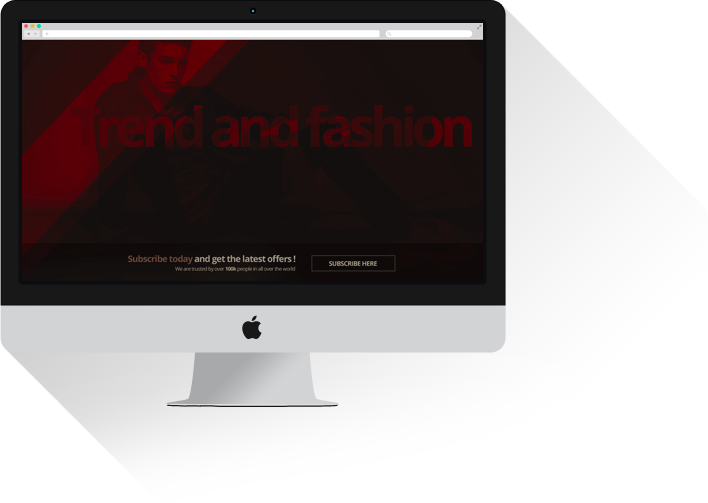 Trend and fashion
Subscribe today and get the latest offers !
We are trusted by over 100k people in all over the world
SUBSCRIBE HERE